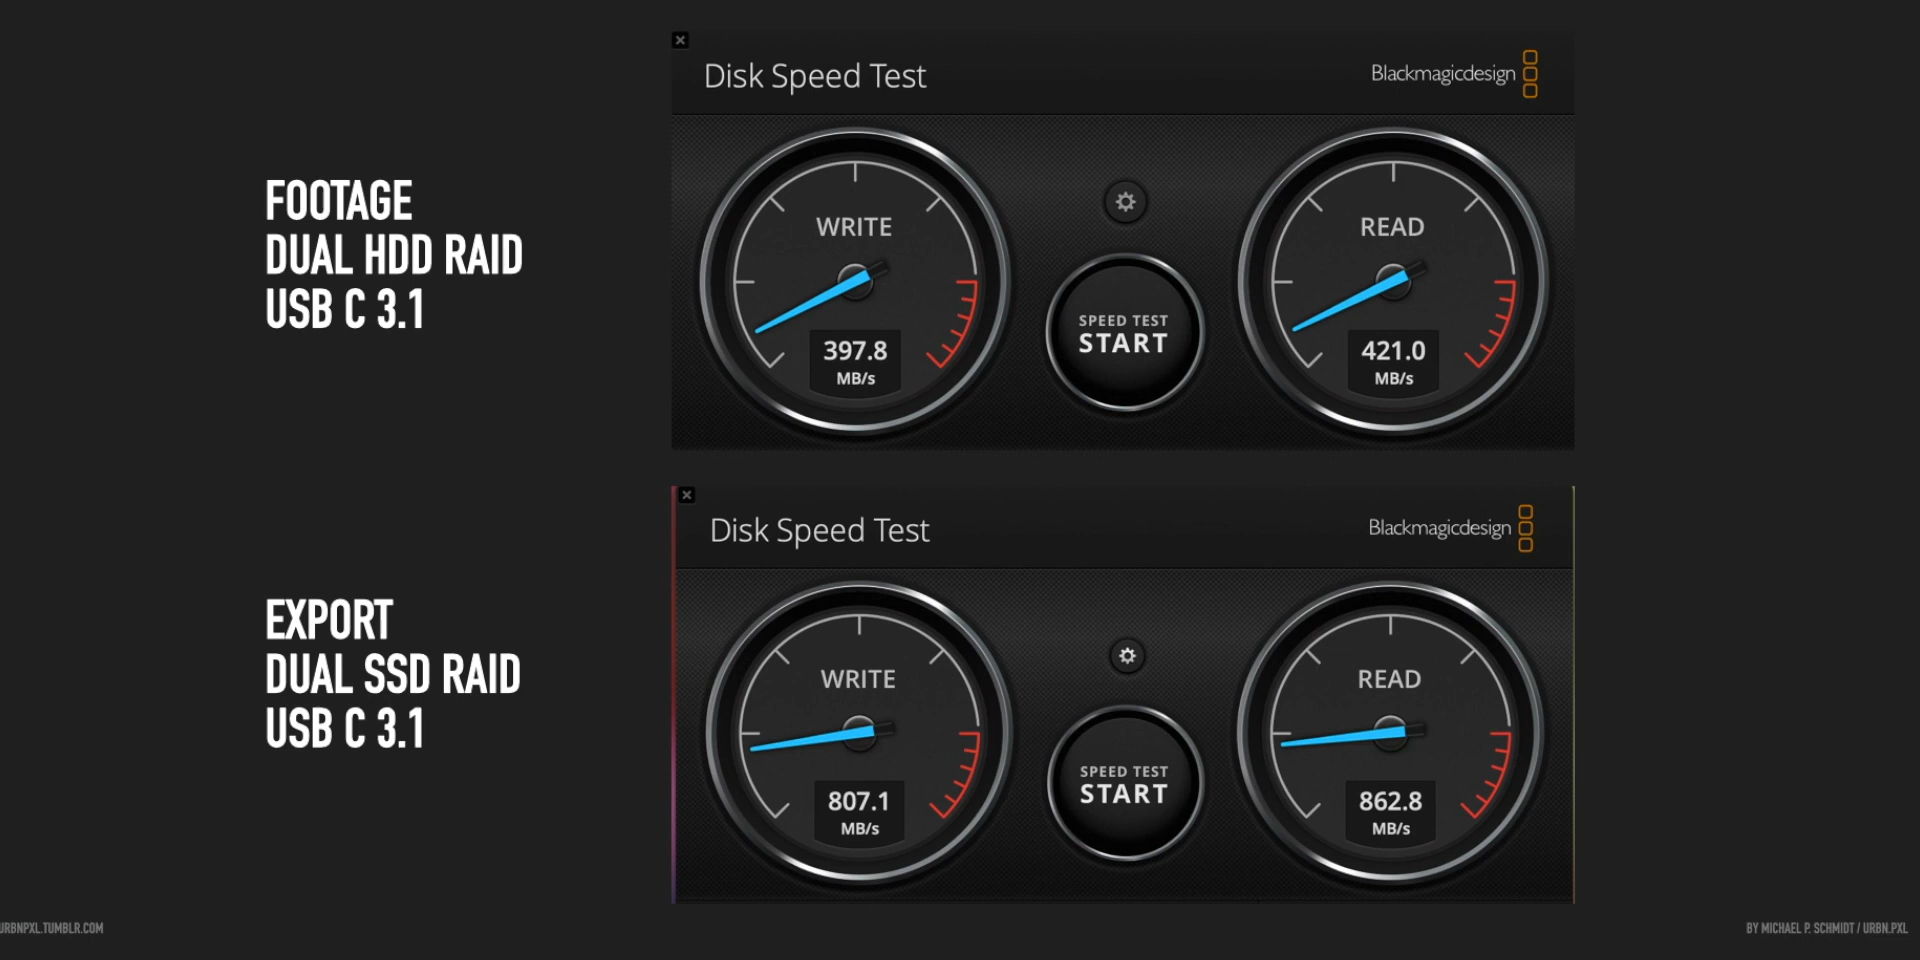 FOOTAGE
DUAL HDD RAID
USB C 3.1
Disk Speed Test
Blackmagicdesign
WRITE
397.8
MB/s
SPEED TEST
START
READ
421.0
MB/s
EXPORT
DUAL SSD RAID
USB C 3.1
Disk Speed Test
Blackmagicdesign
WRITE
807.1
MB/s
SPEED TEST
START
READ
862.8
MB/s
URBNPXL.TUMBLR.COM
BY MICHAEL P. SCHMIDT / URBN.PXL